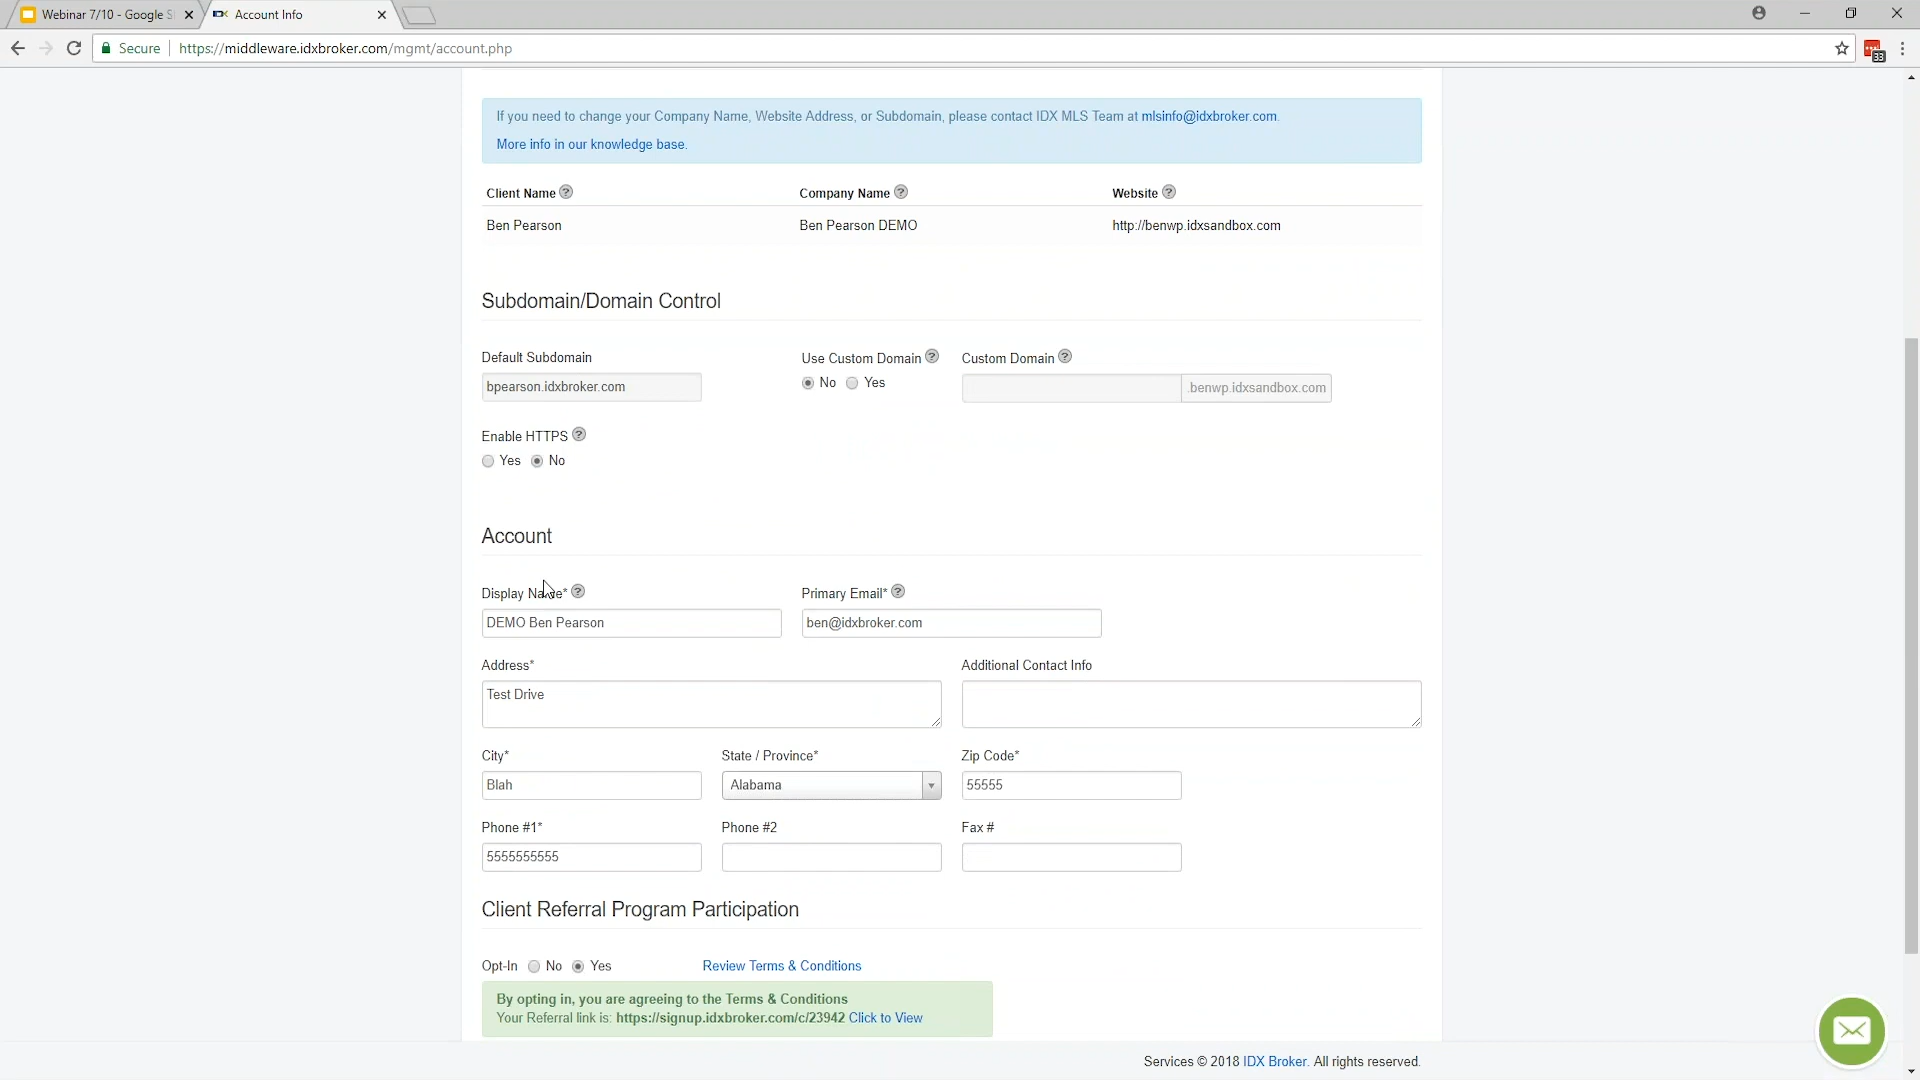 Webinar 7/10 - Google S
Account Info
Secure
https://middleware.idxbroker.com/mgmt/account.php
33
If you need to change your Company Name, Website Address, or Subdomain, please contact IDX MLS Team at mlsinfo@idxbroker.com.
More info in our knowledge base.
Client Name ? Company Name ? Website ?
Ben Pearson Ben Pearson DEMO http://benwp.idxsandbox.com
Subdomain/Domain Control
Default Subdomain Use Custom Domain ? Custom Domain ?
bpearson.idxbroker.com No Yes .benwp.idxsandbox.com
Enable HTTPS ?
Yes No
Account
Display Name* ? Primary Email* ?
DEMO Ben Pearson ben@idxbroker.com
Address* Additional Contact Info
Test Drive
City* State / Province* Zip Code*
Blah Alabama 55555
Phone #1* Phone #2 Fax #
5555555555
Client Referral Program Participation
Opt-In No Yes Review Terms & Conditions
By opting in, you are agreeing to the Terms & Conditions
Your Referral link is: https://signup.idxbroker.com/c/23942 Click to View
Services © 2018 IDX Broker. All rights reserved.